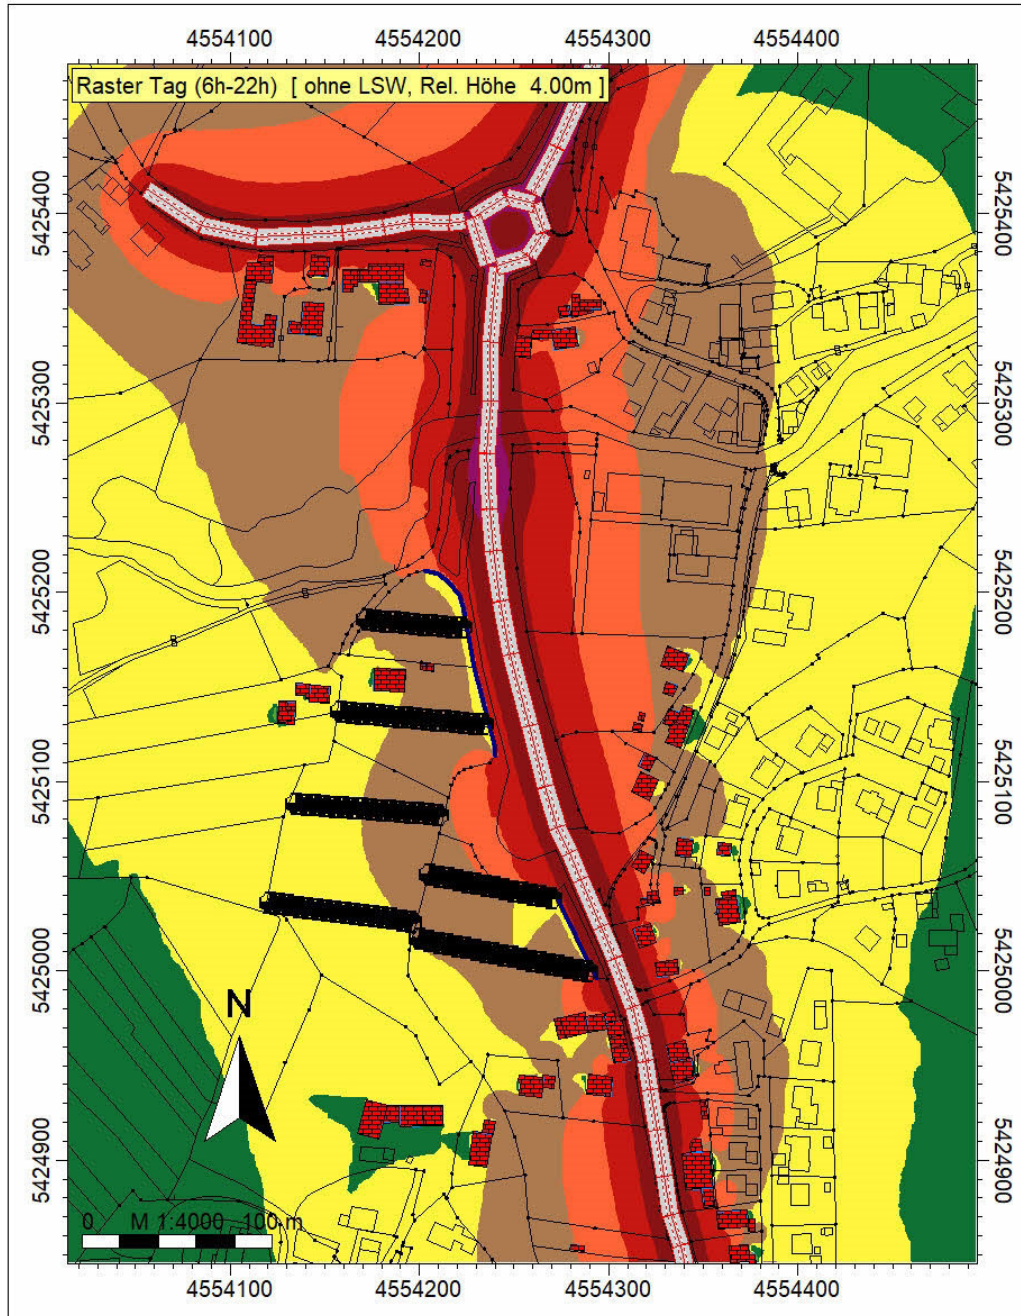 4554100 4554200 4554300 4554400
Raster Tag (6h-22h) [ ohne LSW, Rel. Höhe 4.00m ]
5425400 5425400
5425300 5425300
5425200 5425200
5425100 5425100
5425000 5425000
N
5424900 5424900
0 M 1:4000 100 m
4554100 4554200 4554300 4554400